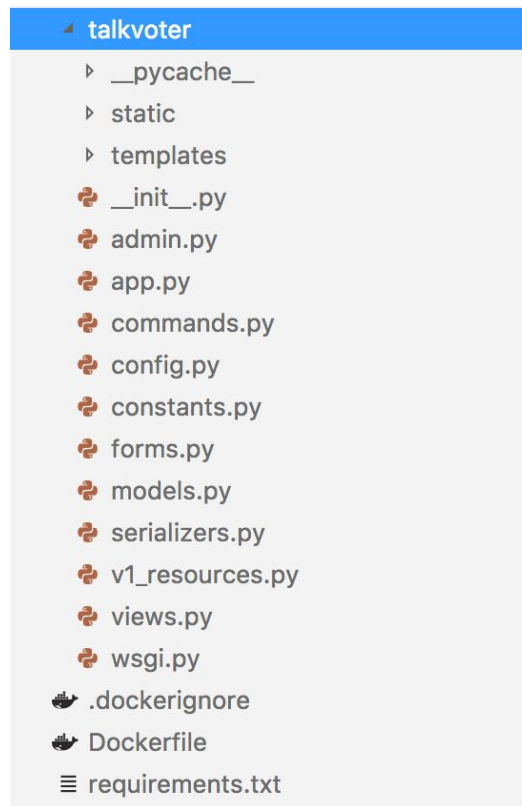 talkvoter
__pycache__
static
templates
__init__.py
admin.py
app.py
commands.py
config.py
constants.py
forms.py
models.py
serializers.py
v1_resources.py
views.py
wsgi.py
.dockerignore
Dockerfile
requirements.txt